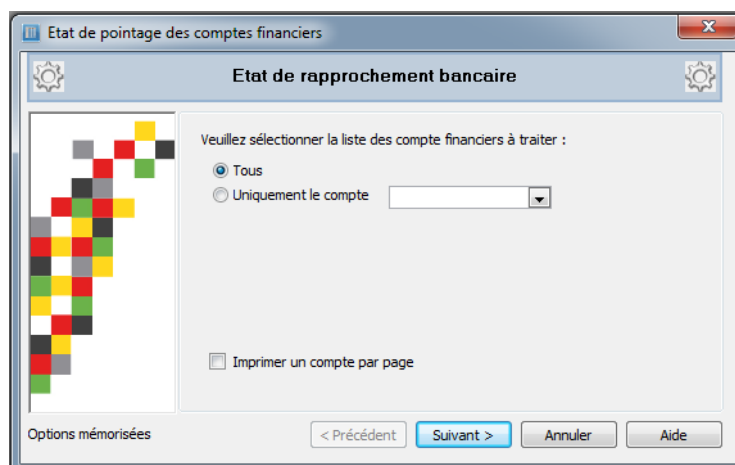 Etat de pointage des comptes financiers
Etat de rapprochement bancaire
Veuillez sélectionner la liste des compte financiers à traiter :
Tous
Uniquement le compte
Imprimer un compte par page
Options mémorisées
< Précédent Suivant > Annuler Aide